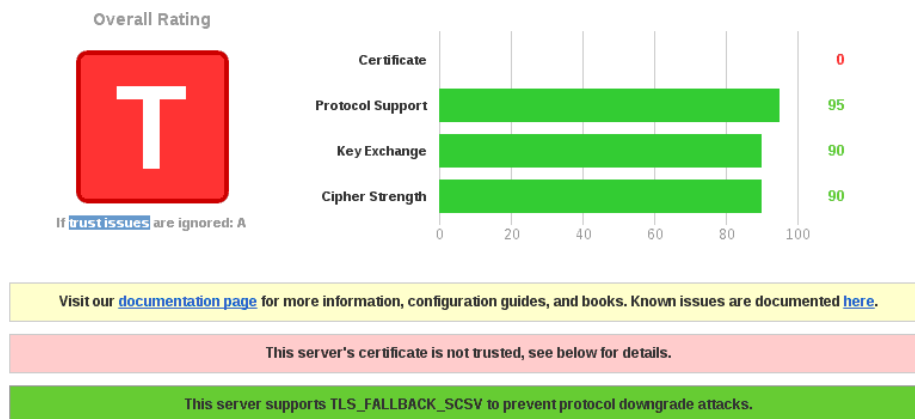 Overall Rating
T
If trust issues are ignored: A
Certificate 0
Protocol Support 95
Key Exchange 90
Cipher Strength 90
0 20 40 60 80 100
Visit our documentation page for more information, configuration guides, and books. Known issues are documented here.
This server's certificate is not trusted, see below for details.
This server supports TLS_FALLBACK_SCSV to prevent protocol downgrade attacks.